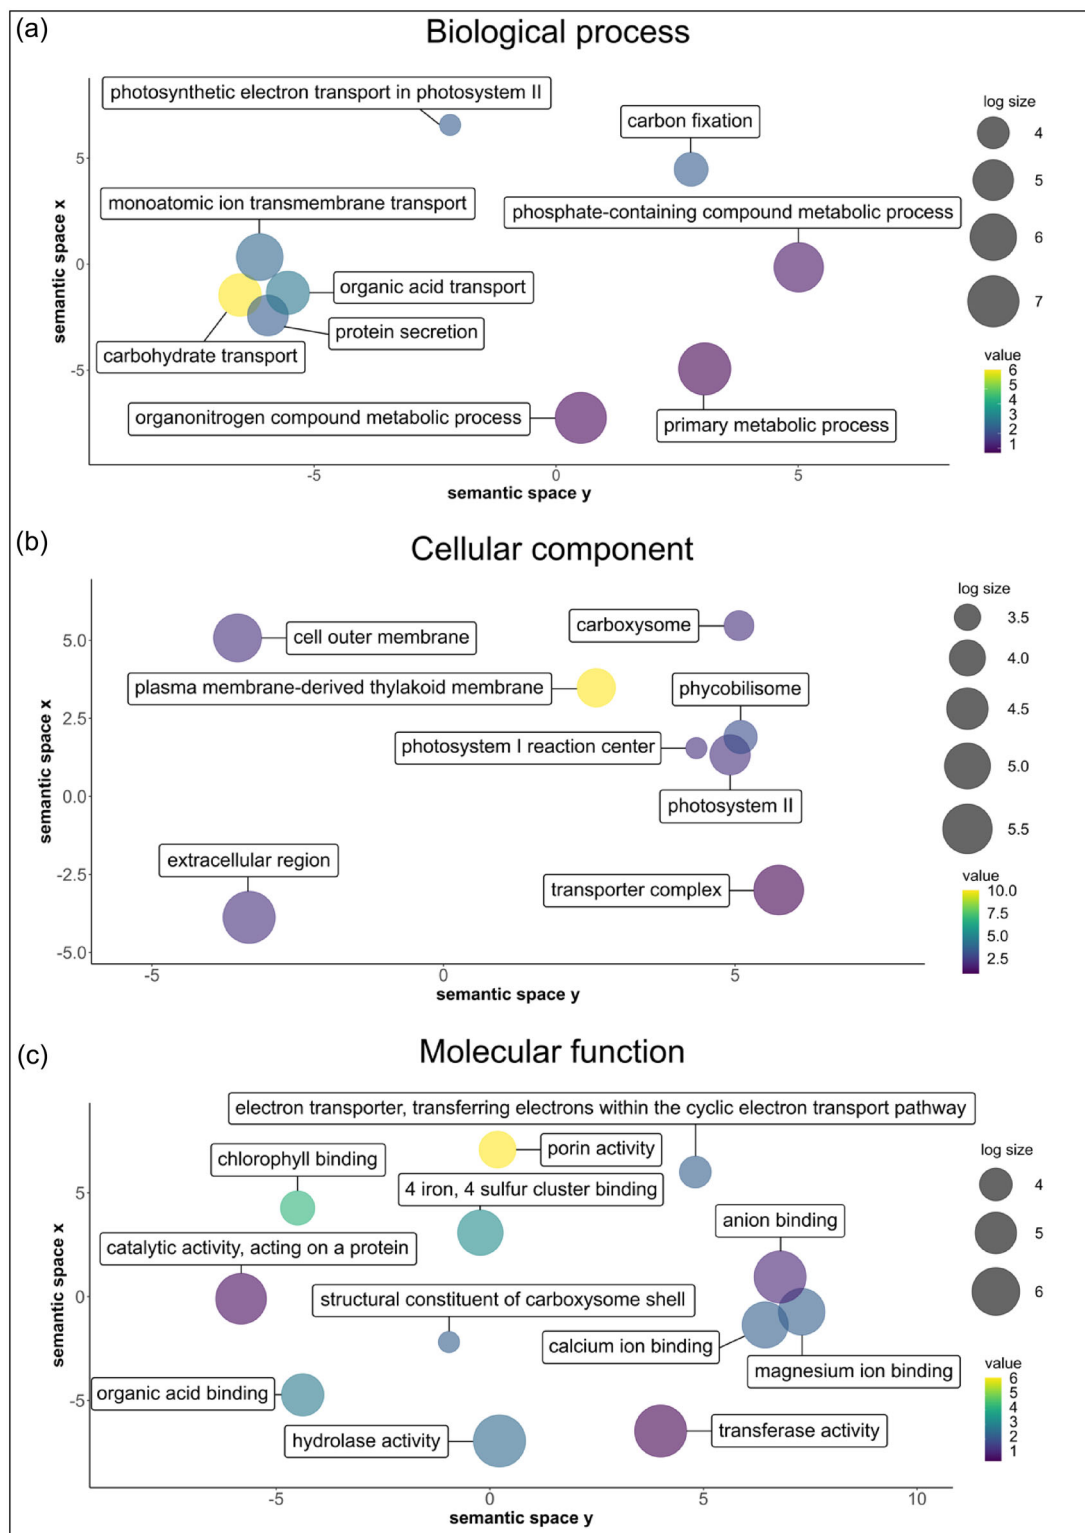 (a)
Biological process
photosynthetic electron transport in photosystem II
carbon fixation
monoatomic ion transmembrane transport
phosphate-containing compound metabolic process
organic acid transport
protein secretion
carbohydrate transport
organonitrogen compound metabolic process
primary metabolic process
semantic space x
5
0
-5
-5
0
5
semantic space y
log size
4
5
6
7
value
6
5
4
3
2
1
(b)
Cellular component
cell outer membrane
carboxysome
plasma membrane-derived thylakoid membrane
phycobilisome
photosystem I reaction center
photosystem II
extracellular region
transporter complex
semantic space x
5.0
2.5
0.0
-2.5
-5.0
-5
0
5
semantic space y
log size
3.5
4.0
4.5
5.0
5.5
value
10.0
7.5
5.0
2.5
(c)
Molecular function
electron transporter, transferring electrons within the cyclic electron transport pathway
porin activity
chlorophyll binding
4 iron, 4 sulfur cluster binding
anion binding
catalytic activity, acting on a protein
structural constituent of carboxysome shell
calcium ion binding
magnesium ion binding
organic acid binding
hydrolase activity
transferase activity
semantic space x
5
0
-5
-5
0
5
10
semantic space y
log size
4
5
6
value
6
5
4
3
2
1